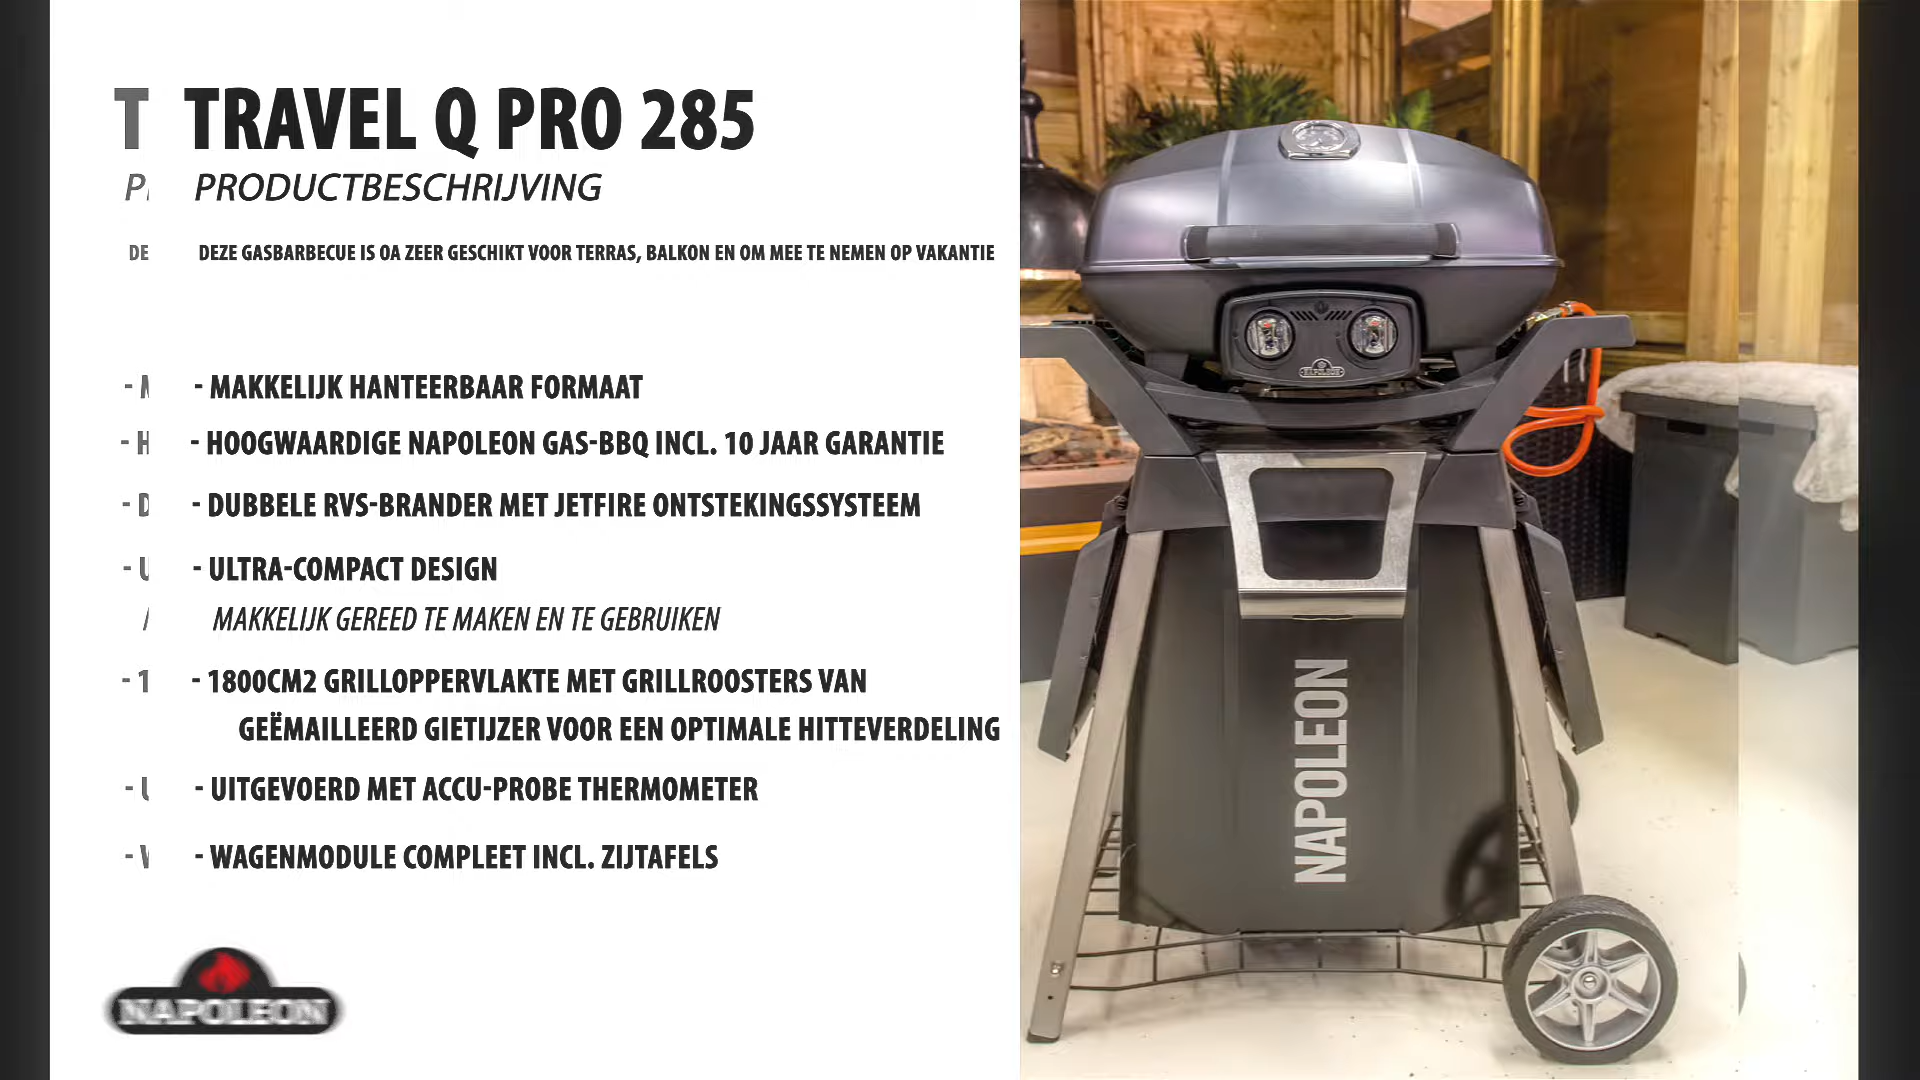 TRAVEL Q PRO 285
PRODUCTBESCHRIJVING
DEZE GASBARBECUE IS OA ZEER GESCHIKT VOOR TERRAS, BALKON EN OM MEE TE NEMEN OP VAKANTIE
- MAKKELIJK HANTEERBAAR FORMAAT
- HOOGWAARDIGE NAPOLEON GAS-BBQ INCL. 10 JAAR GARANTIE
- DUBBELE RVS-BRANDER MET JETFIRE ONTSTEKINGSSYSTEEM
- ULTRA-COMPACT DESIGN
MAKKELIJK GEREED TE MAKEN EN TE GEBRUIKEN
- 1800CM2 GRILLOPPERVLAKTE MET GRILLROOSTERS VAN
GEËMAILLEERD GIETIJZER VOOR EEN OPTIMALE HITTEVERDELING
- UITGEVOERD MET ACCU-PROBE THERMOMETER
- WAGENMODULE COMPLEET INCL. ZIJTAFELS
NAPOLEON
NAPOLEON
NAPOLEON